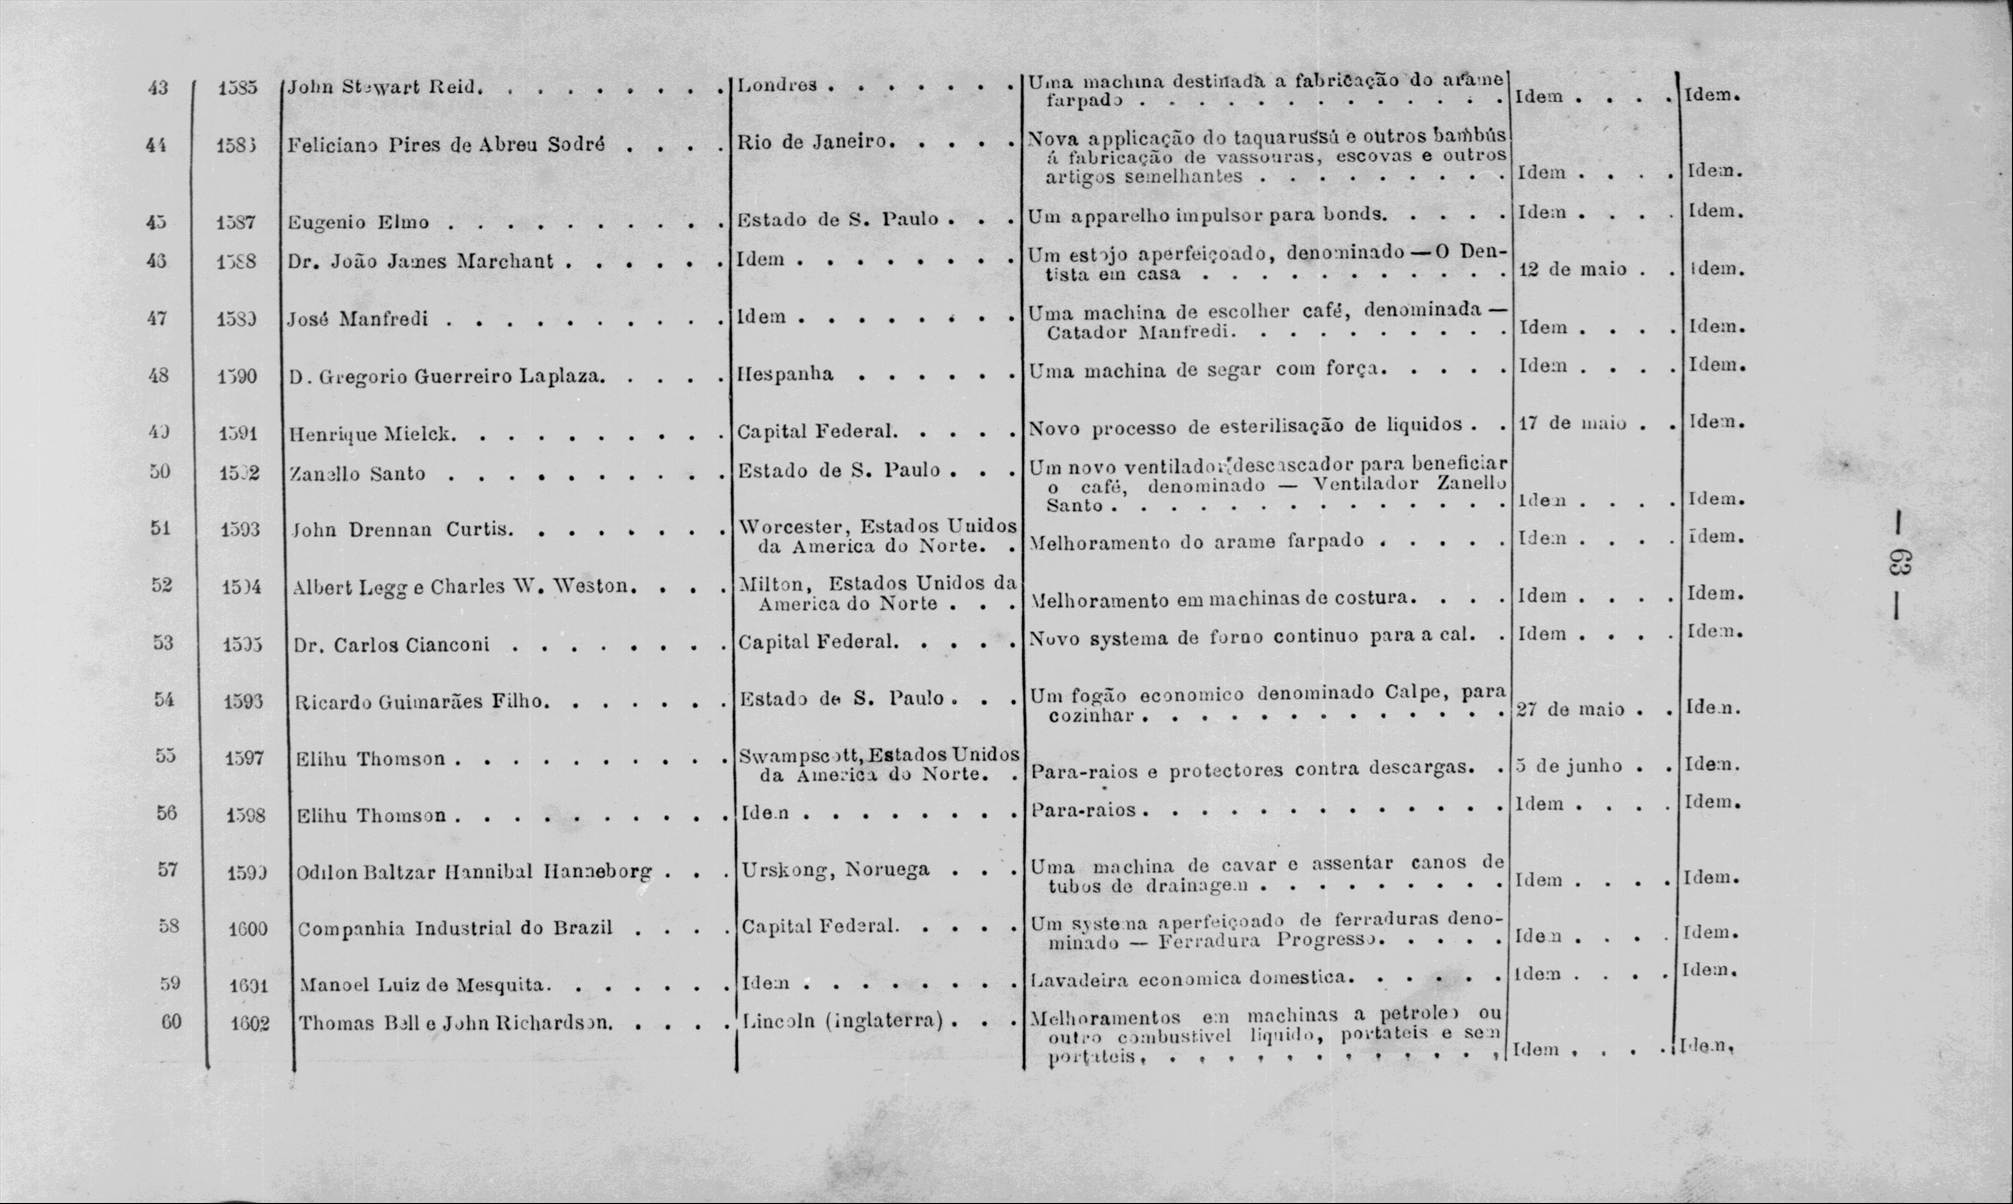 43 1585 John Stewart Reid. . . . . . . . . Londres . . . . . . . Uma machina destinada a fabricação do arame
farpado . . . . . . . . . . . . . Idem . . . . Idem.
44 1586 Feliciano Pires de Abreu Sodré . . . . Rio de Janeiro. . . . . Nova applicação do taquarussú e outros bambús
á fabricação de vassouras, escovas e outros
artigos semelhantes . . . . . . . . . Idem . . . . Idem.
45 1587 Eugenio Elmo . . . . . . . . . . Estado de S. Paulo . . . Um apparelho impulsor para bonds. . . . . Idem . . . . Idem.
46 1588 Dr. João James Marchant . . . . . . Idem . . . . . . . . Um estojo aperfeiçoado, denominado — O Den-
tista em casa . . . . . . . . . . . 12 de maio . . Idem.
47 1589 José Manfredi . . . . . . . . . . Idem . . . . . . . . Uma machina de escolher café, denominada —
Catador Manfredi. . . . . . . . . . Idem . . . . Idem.
48 1590 D. Gregorio Guerreiro Laplaza. . . . . Hespanha . . . . . . Uma machina de segar com força. . . . . Idem . . . . Idem.
49 1591 Henrique Mielck. . . . . . . . . . Capital Federal. . . . . Novo processo de esterilisação de liquidos . . 17 de maio . . Idem.
50 1592 Zanello Santo . . . . . . . . . . Estado de S. Paulo . . . Um novo ventilador descascador para beneficiar
o café, denominado — Ventilador Zanello
Santo . . . . . . . . . . . . . . Idem . . . . Idem.
51 1593 John Drennan Curtis. . . . . . . . Worcester, Estados Unidos
da America do Norte. . Melhoramento do arame farpado . . . . . Idem . . . . Idem.
52 1594 Albert Legg e Charles W. Weston. . . . Milton, Estados Unidos da
America do Norte . . . Melhoramento em machinas de costura. . . . Idem . . . . Idem.
53 1595 Dr. Carlos Cianconi . . . . . . . . Capital Federal. . . . . Novo systema de forno continuo para a cal. . Idem . . . . Idem.
54 1596 Ricardo Guimarães Filho. . . . . . . Estado de S. Paulo . . . Um fogão economico denominado Calpe, para
cozinhar . . . . . . . . . . . . . 27 de maio . . Idem.
55 1597 Elihu Thomson . . . . . . . . . . Swampscott, Estados Unidos
da America do Norte. . Para-raios e protectores contra descargas. . 5 de junho . . Idem.
56 1598 Elihu Thomson . . . . . . . . . . Idem . . . . . . . . Para-raios . . . . . . . . . . . . . Idem . . . . Idem.
57 1599 Odilon Baltzar Hannibal Hanneborg . . . Urskong, Noruega . . . Uma machina de cavar e assentar canos de
tubos de drainagem . . . . . . . . . Idem . . . . Idem.
58 1600 Companhia Industrial do Brazil . . . . Capital Federal. . . . . Um systema aperfeiçoado de ferraduras deno-
minado — Ferradura Progresso. . . . . Idem . . . . Idem.
59 1601 Manoel Luiz de Mesquita. . . . . . . Idem . . . . . . . . Lavadeira economica domestica. . . . . . Idem . . . . Idem.
60 1602 Thomas Bell e John Richardson. . . . . Lincoln (inglaterra) . . . Melhoramentos em machinas a petroleo ou
outro combustivel liquido, portateis e sem
portateis, . . . . . . . . . . . . Idem . . . . Idem.
— 63 —